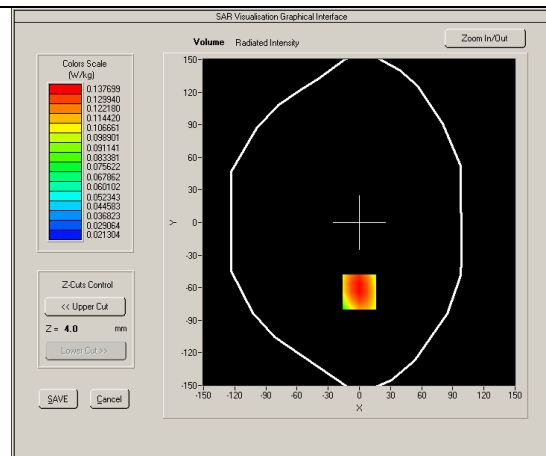 SAR Visualisation Graphical Interface
Volume Radiated Intensity
Zoom In/Out
Colors Scale
(W/kg)
0.137699
0.129940
0.122180
0.114420
0.106661
0.098901
0.091141
0.083381
0.075622
0.067862
0.060102
0.052343
0.044583
0.036823
0.029064
0.021304
Z-Cuts Control
<< Upper Cut
Z = 4.0 mm
Lower Cut >>
SAVE Cancel
150
120
90
60
30
0
-30
-60
-90
-120
-150
Y
-150 -120 -90 -60 -30 0 30 60 90 120 150
X